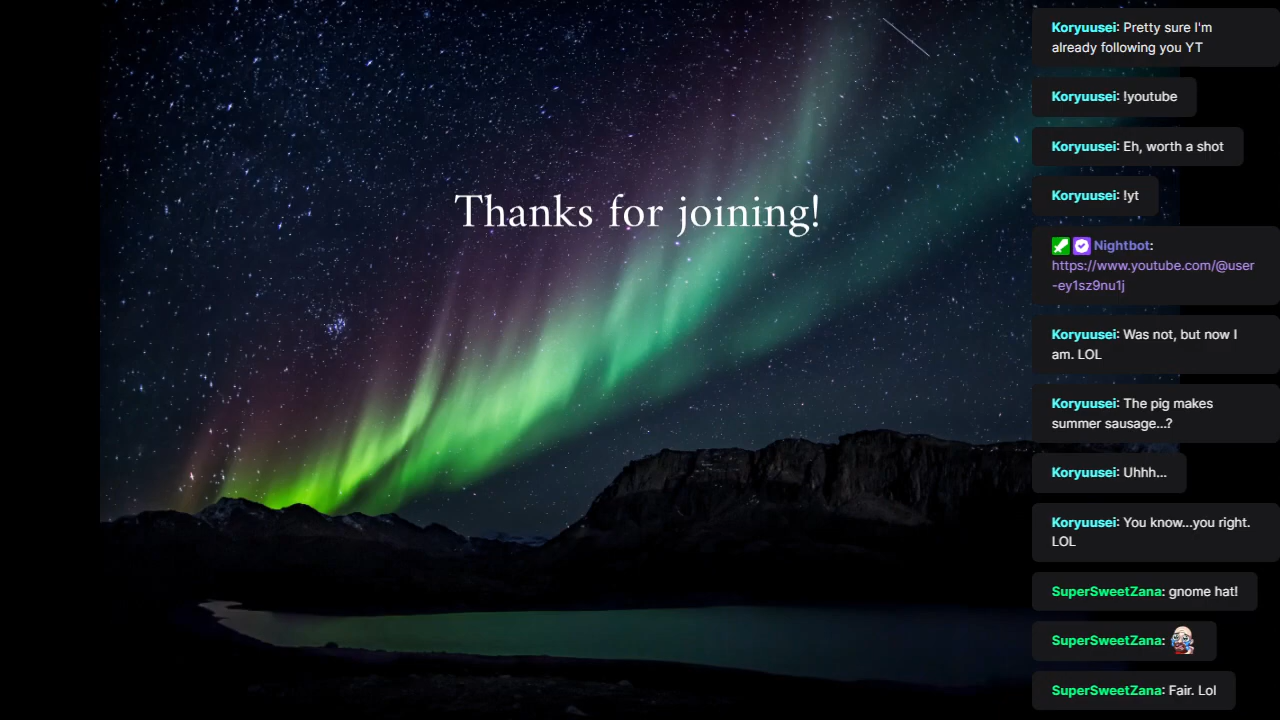 Thanks for joining!
Koryuusei: Pretty sure I'm
already following you YT
Koryuusei: !youtube
Koryuusei: Eh, worth a shot
Koryuusei: !yt
Nightbot:
https://www.youtube.com/@user
-ey1sz9nu1j
Koryuusei: Was not, but now I
am. LOL
Koryuusei: The pig makes
summer sausage...?
Koryuusei: Uhhh...
Koryuusei: You know...you right.
LOL
SuperSweetZana: gnome hat!
SuperSweetZana:
SuperSweetZana: Fair. Lol